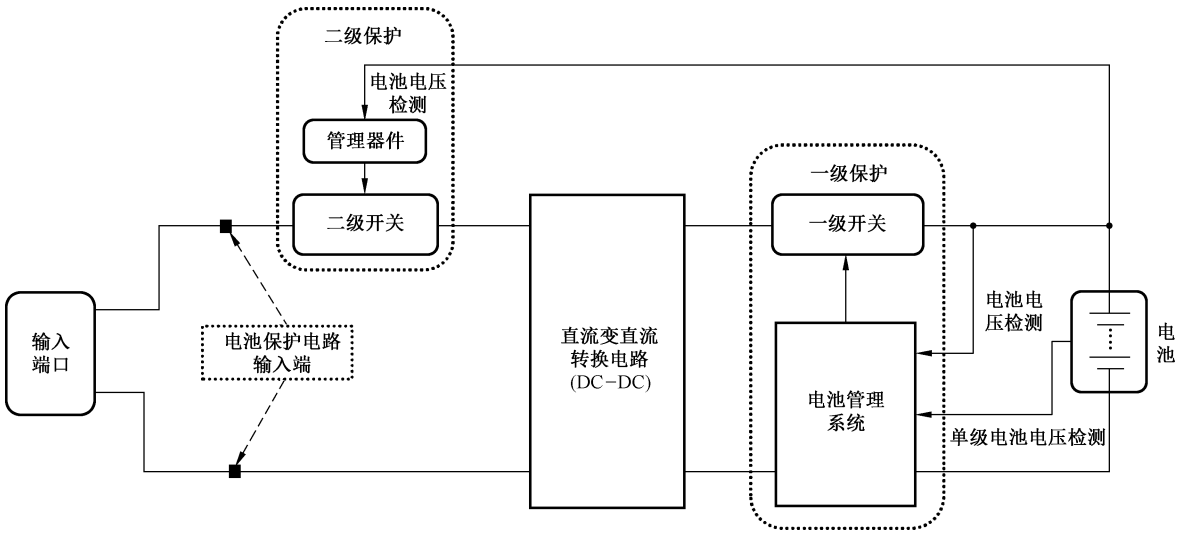 二级保护
电池电压
检测
管理器件
二级开关
一级保护
一级开关
输入
端口
电池保护电路
输入端
直流变直流
转换电路
(DC-DC)
电池电
压检测
电
池
电池管理
系统
单级电池电压检测